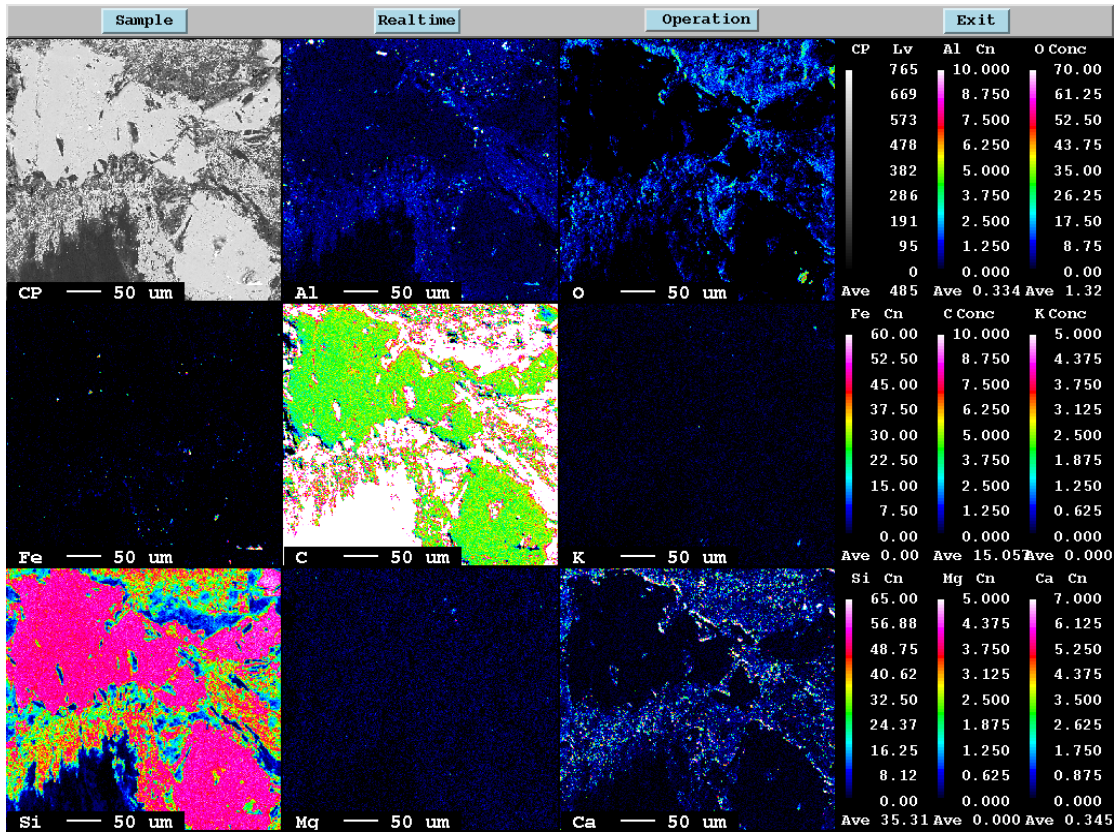 Sample Realtime Operation Exit
CP Lv Al Cn O Conc
765 10.000 70.00
669 8.750 61.25
573 7.500 52.50
478 6.250 43.75
382 5.000 35.00
286 3.750 26.25
191 2.500 17.50
95 1.250 8.75
0 0.000 0.00
Ave 485 Ave 0.334 Ave 1.32
CP 50 um Al 50 um O 50 um
Fe Cn C Conc K Conc
60.00 10.000 5.000
52.50 8.750 4.375
45.00 7.500 3.750
37.50 6.250 3.125
30.00 5.000 2.500
22.50 3.750 1.875
15.00 2.500 1.250
7.50 1.250 0.625
0.00 0.000 0.000
Ave 0.00 Ave 15.057 Ave 0.000
Fe 50 um C 50 um K 50 um
Si Cn Mg Cn Ca Cn
65.00 5.000 7.000
56.88 4.375 6.125
48.75 3.750 5.250
40.62 3.125 4.375
32.50 2.500 3.500
24.37 1.875 2.625
16.25 1.250 1.750
8.12 0.625 0.875
0.00 0.000 0.000
Ave 35.31 Ave 0.000 Ave 0.345
Si 50 um Mg 50 um Ca 50 um